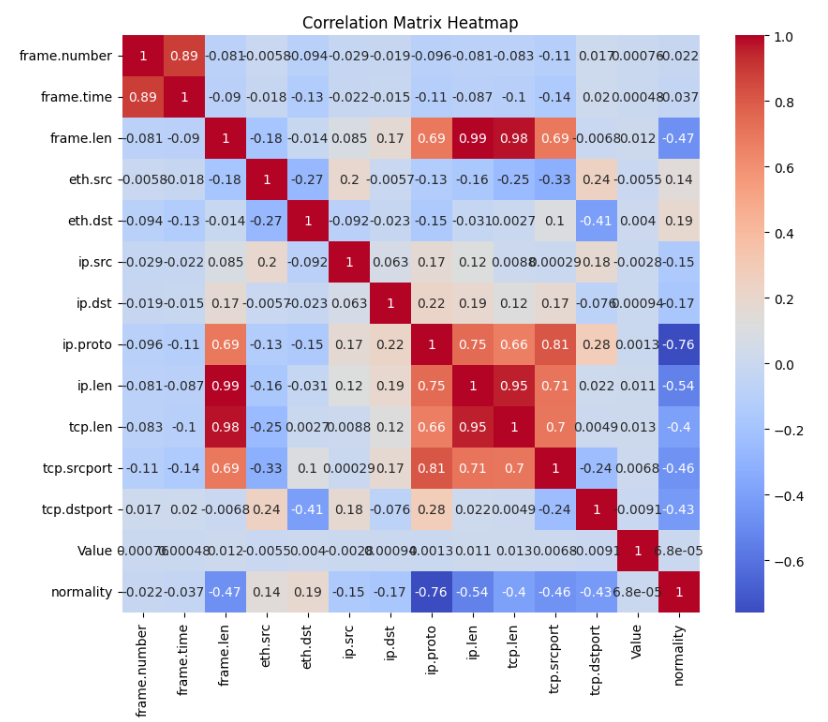 Correlation Matrix Heatmap
frame.number 1 0.89 -0.081 -0.0058 -0.094 -0.029 -0.019 -0.096 -0.081 -0.083 -0.11 0.017 0.00076 -0.022
frame.time 0.89 1 -0.09 -0.018 -0.13 -0.022 -0.015 -0.11 -0.087 -0.1 -0.14 0.02 0.00048 -0.037
frame.len -0.081 -0.09 1 -0.18 -0.014 0.085 0.17 0.69 0.99 0.98 0.69 -0.0068 0.012 -0.47
eth.src -0.0058 -0.018 -0.18 1 -0.27 0.2 -0.0057 -0.13 -0.16 -0.25 -0.33 0.24 -0.0055 0.14
eth.dst -0.094 -0.13 -0.014 -0.27 1 -0.092 -0.023 -0.15 -0.031 0.0027 0.1 -0.41 0.004 0.19
ip.src -0.029 -0.022 0.085 0.2 -0.092 1 0.063 0.17 0.12 0.0088 0.00029 0.18 -0.0028 -0.15
ip.dst -0.019 -0.015 0.17 -0.0057 -0.023 0.063 1 0.22 0.19 0.12 0.17 -0.076 0.00094 -0.17
ip.proto -0.096 -0.11 0.69 -0.13 -0.15 0.17 0.22 1 0.75 0.66 0.81 0.28 0.0013 -0.76
ip.len -0.081 -0.087 0.99 -0.16 -0.031 0.12 0.19 0.75 1 0.95 0.71 0.022 0.011 -0.54
tcp.len -0.083 -0.1 0.98 -0.25 0.0027 0.0088 0.12 0.66 0.95 1 0.7 0.0049 0.013 -0.4
tcp.srcport -0.11 -0.14 0.69 -0.33 0.1 0.00029 0.17 0.81 0.71 0.7 1 -0.24 0.0068 -0.46
tcp.dstport 0.017 0.02 -0.0068 0.24 -0.41 0.18 -0.076 0.28 0.022 0.0049 -0.24 1 -0.0091 -0.43
Value 0.00076 0.00048 0.012 -0.0055 0.004 -0.0028 0.00094 0.0013 0.011 0.013 0.0068 -0.0091 1 6.8e-05
normality -0.022 -0.037 -0.47 0.14 0.19 -0.15 -0.17 -0.76 -0.54 -0.4 -0.46 -0.43 6.8e-05 1
frame.number
frame.time
frame.len
eth.src
eth.dst
ip.src
ip.dst
ip.proto
ip.len
tcp.len
tcp.srcport
tcp.dstport
Value
normality
1.0
0.8
0.6
0.4
0.2
0.0
−0.2
−0.4
−0.6